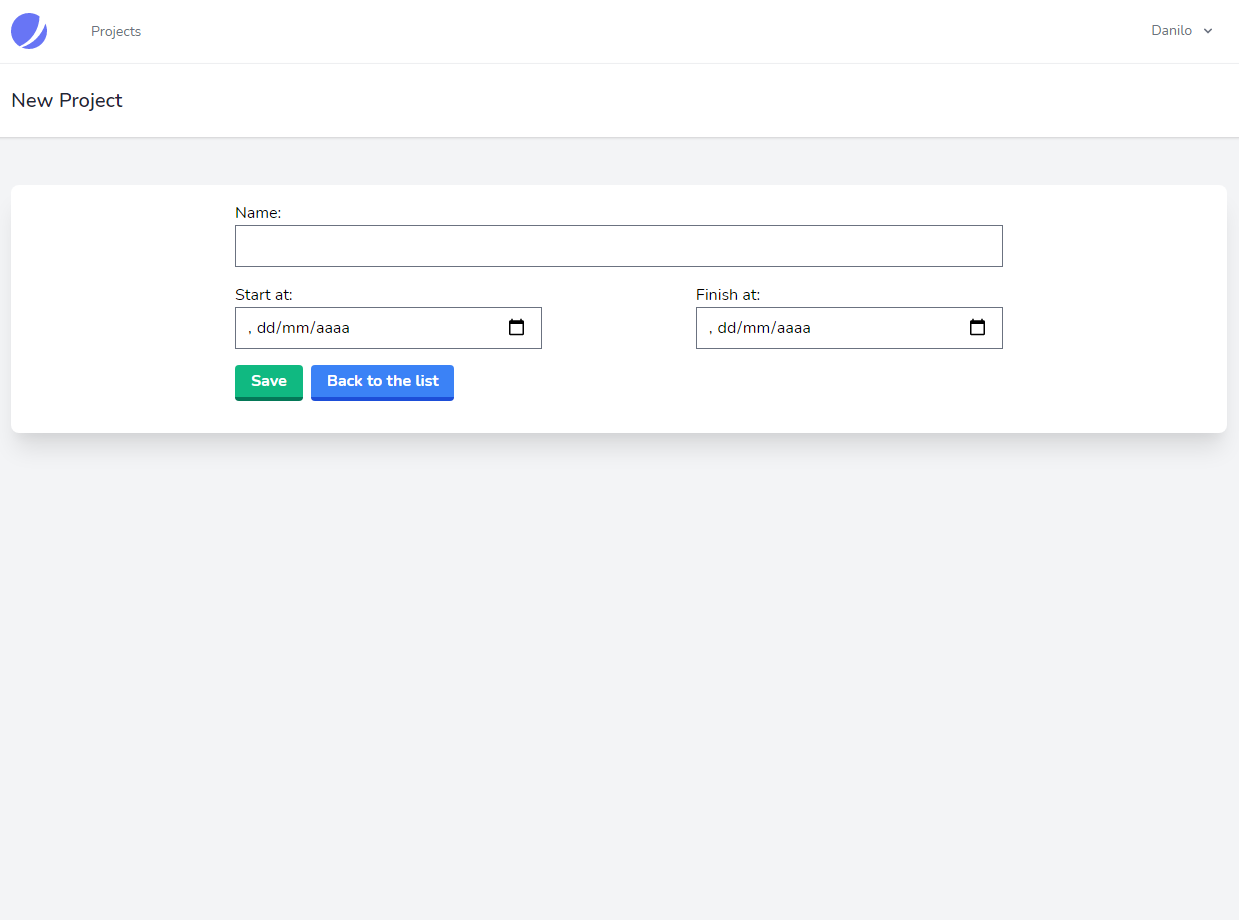 Projects
Danilo
New Project
Name:
Start at:
Finish at:
, dd/mm/aaaa
, dd/mm/aaaa
Save
Back to the list